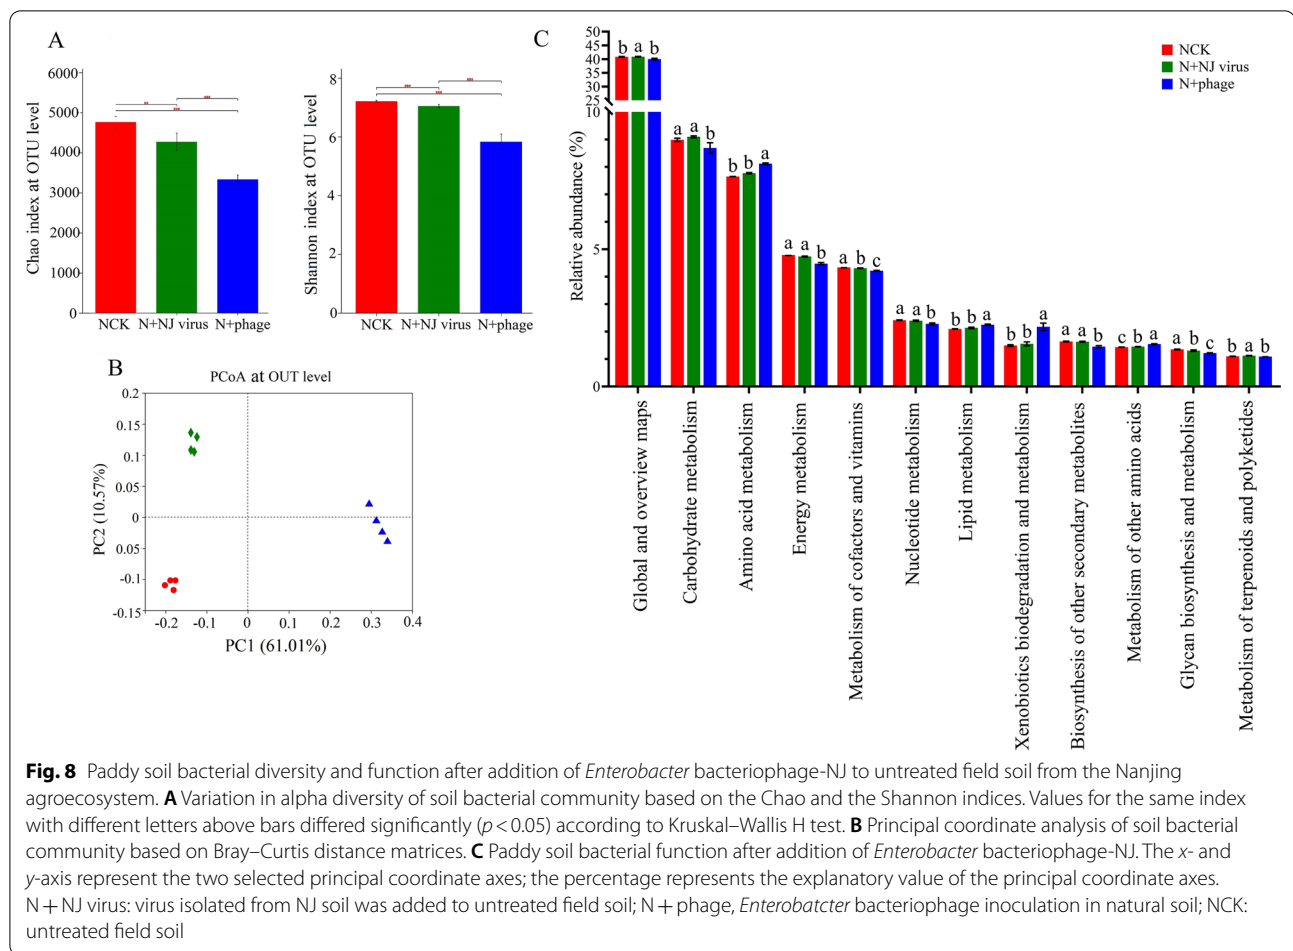 A
Chao index at OTU level
6000
5000
4000
3000
2000
1000
0
**
***
***
NCK
N+NJ virus
N+phage
Shannon index at OTU level
8
6
4
2
0
***
***
***
NCK
N+NJ virus
N+phage
B
PCoA at OUT level
PC2 (10.57%)
0.2
0.15
0.1
0.05
0
0.05
-0.1
-0.15
-0.2
-0.1
0
0.1
0.2
0.3
0.4
PC1 (61.01%)
C
Relative abundance (%)
50
45
40
35
30
25
10
5
0
NCK
N+NJ virus
N+phage
b a b
a a b
b b a
a a b
a b c
a a b
b b a
b b a
a a b
c b a
a b c
b a b
Global and overview maps
Carbohydrate metabolism
Amino acid metabolism
Energy metabolism
Metabolism of cofactors and vitamins
Nucleotide metabolism
Lipid metabolism
Xenobiotics biodegradation and metabolism
Biosynthesis of other secondary metabolites
Metabolism of other amino acids
Glycan biosynthesis and metabolism
Metabolism of terpenoids and polyketides
Fig. 8 Paddy soil bacterial diversity and function after addition of Enterobacter bacteriophage-NJ to untreated field soil from the Nanjing
agroecosystem. A Variation in alpha diversity of soil bacterial community based on the Chao and the Shannon indices. Values for the same index
with different letters above bars differed significantly (p < 0.05) according to Kruskal–Wallis H test. B Principal coordinate analysis of soil bacterial
community based on Bray–Curtis distance matrices. C Paddy soil bacterial function after addition of Enterobacter bacteriophage-NJ. The x- and
y-axis represent the two selected principal coordinate axes; the percentage represents the explanatory value of the principal coordinate axes.
N + NJ virus: virus isolated from NJ soil was added to untreated field soil; N + phage, Enterobatcter bacteriophage inoculation in natural soil; NCK:
untreated field soil